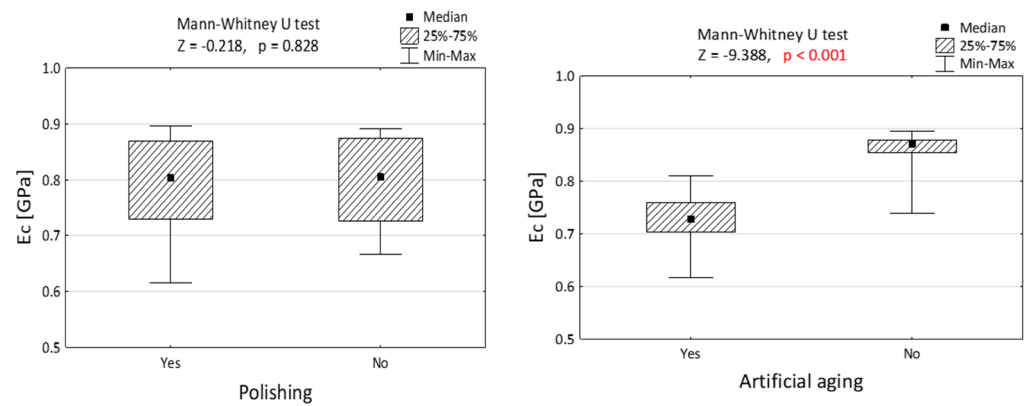 Mann-Whitney U test
Z = -0.218, p = 0.828
Median
25%-75%
Min-Max
1.0
0.9
0.8
0.7
0.6
0.5
Ec [GPa]
Yes
No
Polishing
Mann-Whitney U test
Z = -9.388, p < 0.001
Median
25%-75%
Min-Max
1.0
0.9
0.8
0.7
0.6
0.5
Ec [GPa]
Yes
No
Artificial aging